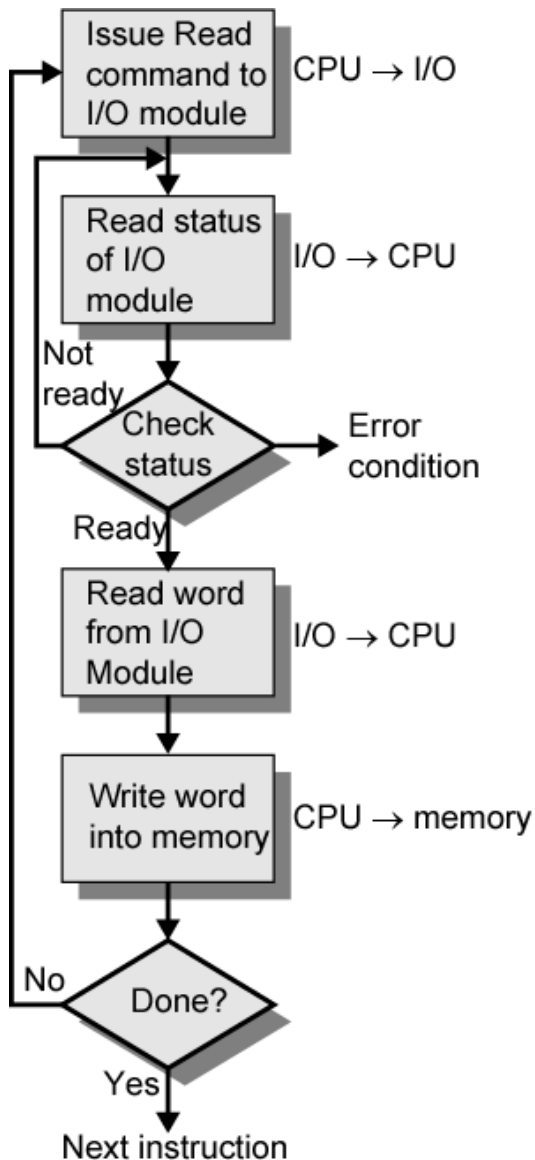 Issue Read
command to
I/O module
CPU → I/O
Read status
of I/O
module
I/O → CPU
Not
ready
Check
status
Error
condition
Ready
Read word
from I/O
Module
I/O → CPU
Write word
into memory
CPU → memory
No
Done?
Yes
Next instruction